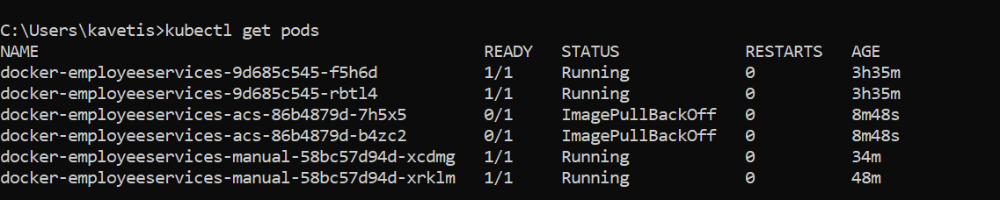 C:\Users\kavetis>kubectl get pods
NAME READY STATUS RESTARTS AGE
docker-employeeservices-9d685c545-f5h6d 1/1 Running 0 3h35m
docker-employeeservices-9d685c545-rbtl4 1/1 Running 0 3h35m
docker-employeeservices-acs-86b4879d-7h5x5 0/1 ImagePullBackOff 0 8m48s
docker-employeeservices-acs-86b4879d-b4zc2 0/1 ImagePullBackOff 0 8m48s
docker-employeeservices-manual-58bc57d94d-xcdmg 1/1 Running 0 34m
docker-employeeservices-manual-58bc57d94d-xrklm 1/1 Running 0 48m